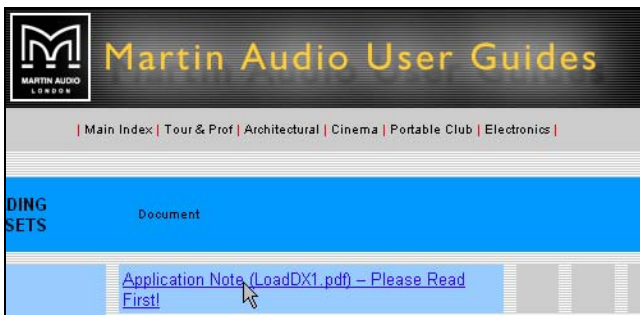 MARTIN AUDIO
LONDON
Martin Audio User Guides
| Main Index | Tour & Prof | Architectural | Cinema | Portable Club | Electronics |
DING
SETS
Document
Application Note (LoadDX1.pdf) – Please Read
First!